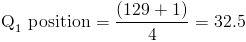 Q₁ position = (129 + 1) / 4 = 32.5